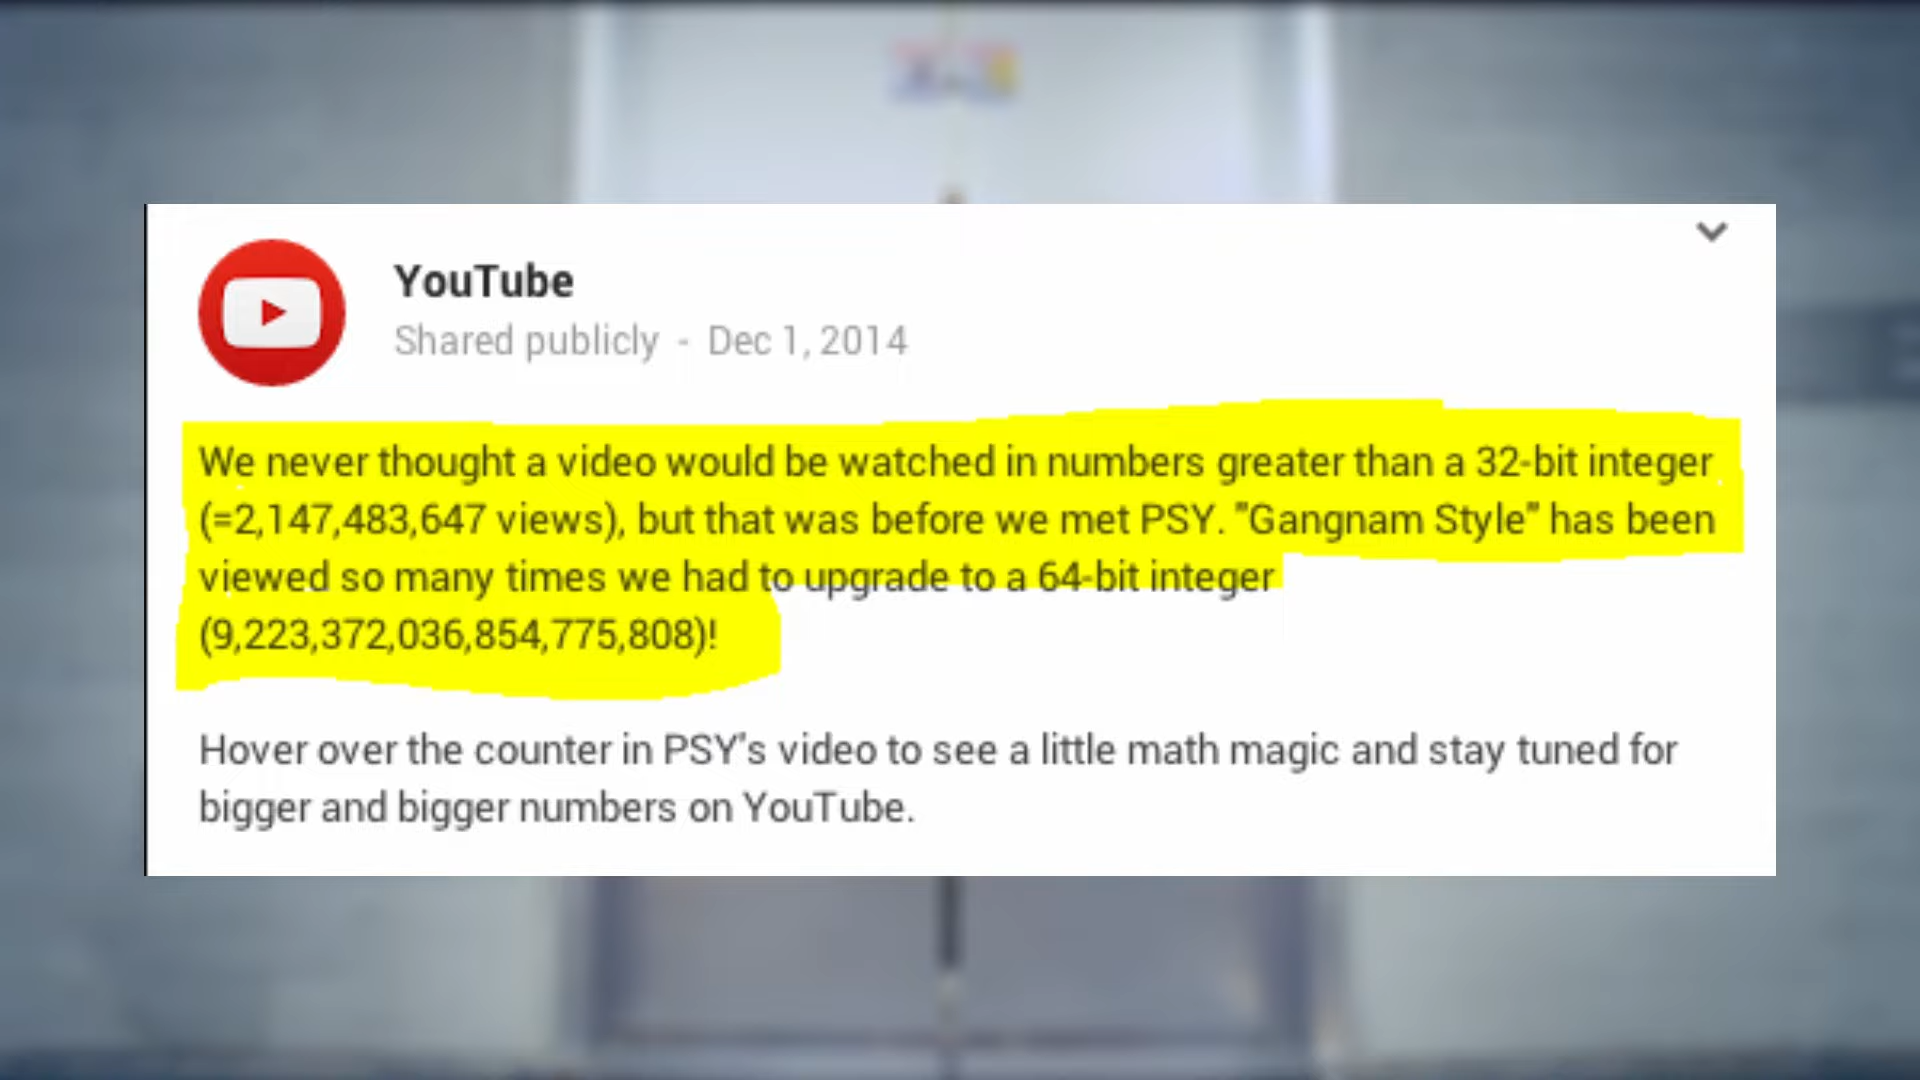 YouTube
Shared publicly - Dec 1, 2014
We never thought a video would be watched in numbers greater than a 32-bit integer
(=2,147,483,647 views), but that was before we met PSY. "Gangnam Style" has been
viewed so many times we had to upgrade to a 64-bit integer
(9,223,372,036,854,775,808)!
Hover over the counter in PSY's video to see a little math magic and stay tuned for
bigger and bigger numbers on YouTube.